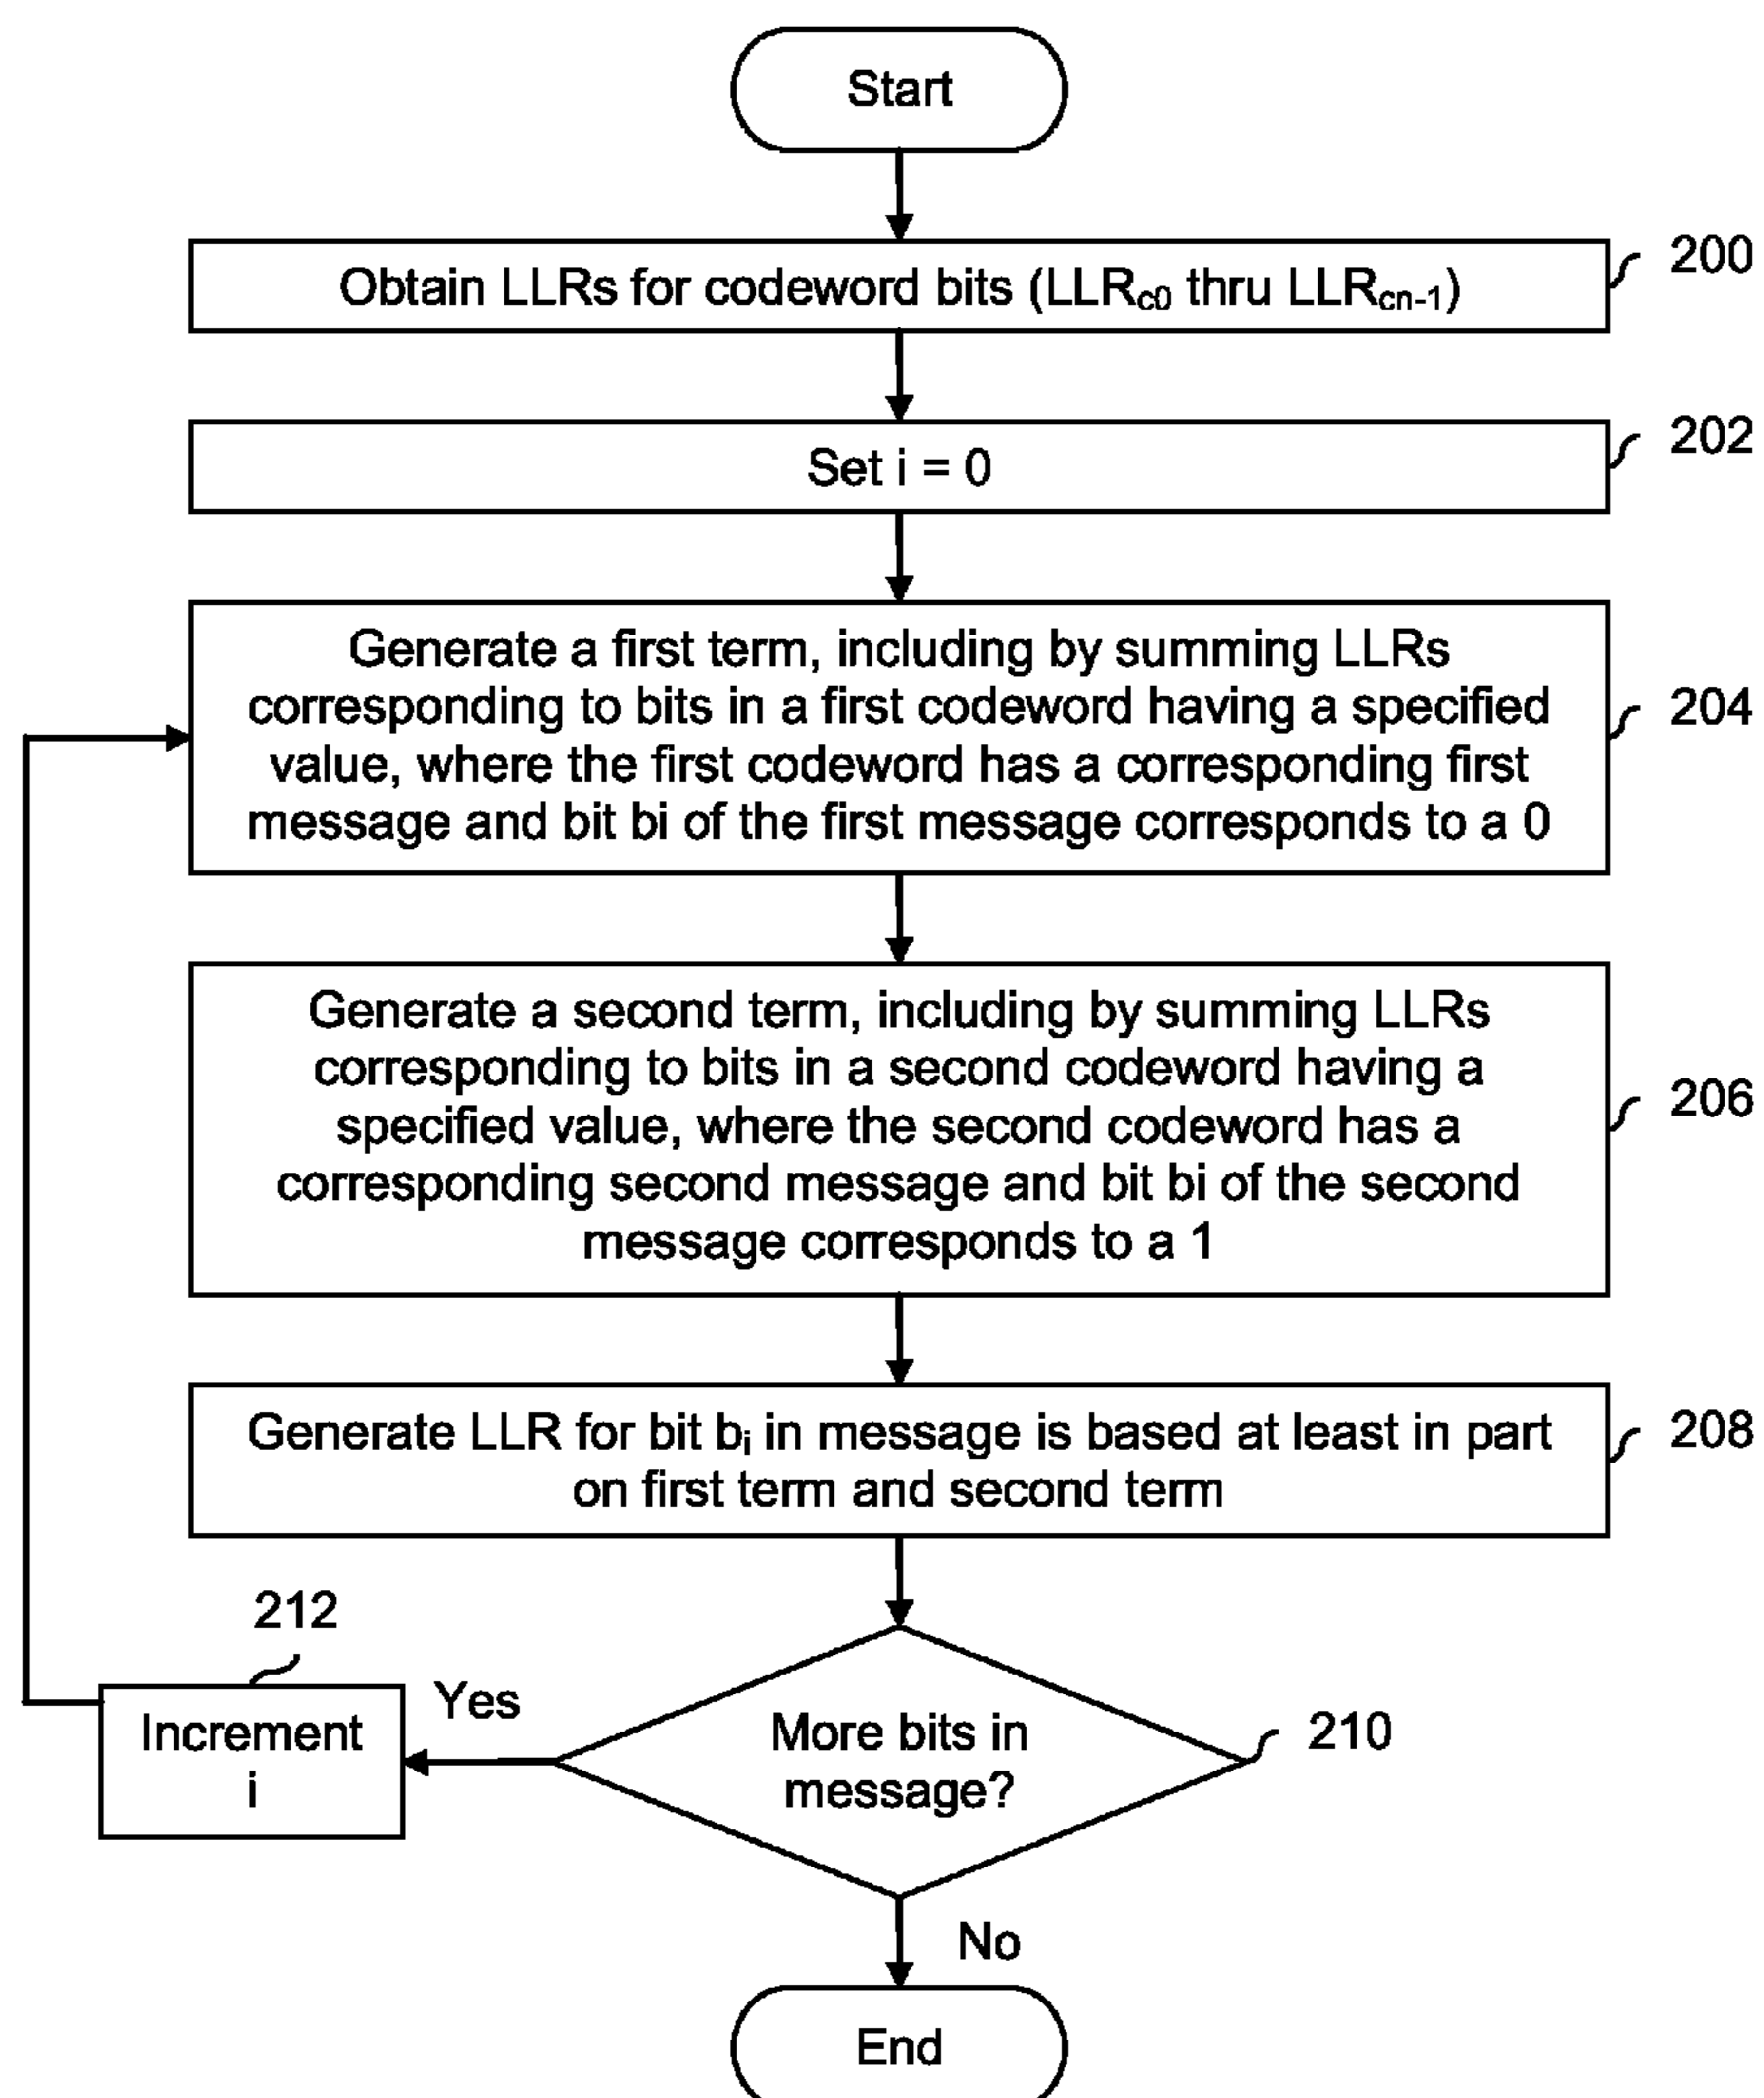 Start
Obtain LLRs for codeword bits (LLRc0 thru LLRcn-1)
200
Set i = 0
202
Generate a first term, including by summing LLRs
corresponding to bits in a first codeword having a specified
value, where the first codeword has a corresponding first
message and bit bi of the first message corresponds to a 0
204
Generate a second term, including by summing LLRs
corresponding to bits in a second codeword having a
specified value, where the second codeword has a
corresponding second message and bit bi of the second
message corresponds to a 1
206
Generate LLR for bit bi in message is based at least in part
on first term and second term
208
212
Increment
i
Yes
More bits in
message?
210
No
End